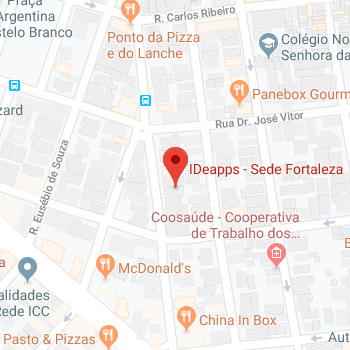 Praça
Argentina
stelo Branco
R. Carlos Ribeiro
Ponto da Pizza
e do Lanche
Colégio No
Senhora da
Panebox Gourm
zard
Rua Dr. José Vitor
R. Eusébio de Souza
IDeapps - Sede Fortaleza
Coosaúde - Cooperativa
de Trabalho dos...
McDonald's
a
alidades
Rede ICC
China In Box
Pasto & Pizzas
Aut